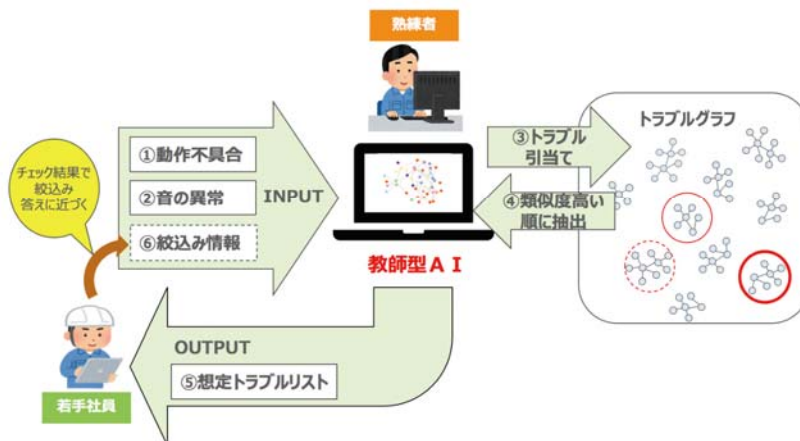 熟練者
トラブルグラフ
③トラブル
引当て
①動作不具合
チェック結果で
絞込み
答えに近づく
②音の異常
INPUT
④類似度高い
順に抽出
⑥絞込み情報
教師型AI
OUTPUT
⑤想定トラブルリスト
若手社員